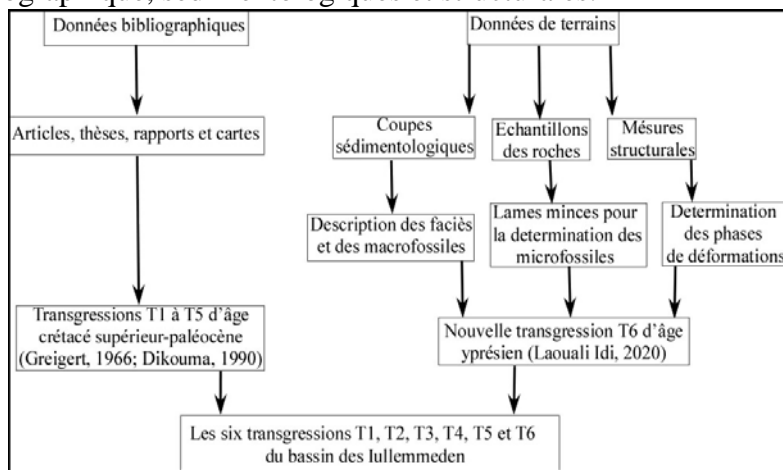 sédimentologiques et structurales.
Données bibliographiques
Données de terrains
Articles, thèses, rapports et cartes
Coupes
sédimentologiques
Echantillons
des roches
Mésures
structurales
Description des faciès
et des macrofossiles
Lames minces pour
la determination des
microfossiles
Determination
des phases
de déformations
Transgressions T1 à T5 d'âge
crétacé supérieur-paléocène
(Greigert, 1966; Dikouma, 1990)
Nouvelle transgression T6 d'âge
yprésien (Laouali Idi, 2020)
Les six transgressions T1, T2, T3, T4, T5 et T6
du bassin des Iullemmeden